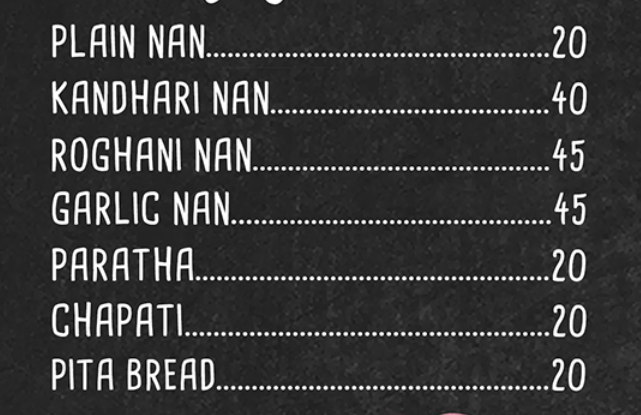 PLAIN NAN......................................................20
KANDHARI NAN............................................40
ROGHANI NAN...............................................45
GARLIC NAN...................................................45
PARATHA.........................................................20
CHAPATI..........................................................20
PITA BREAD.....................................................20